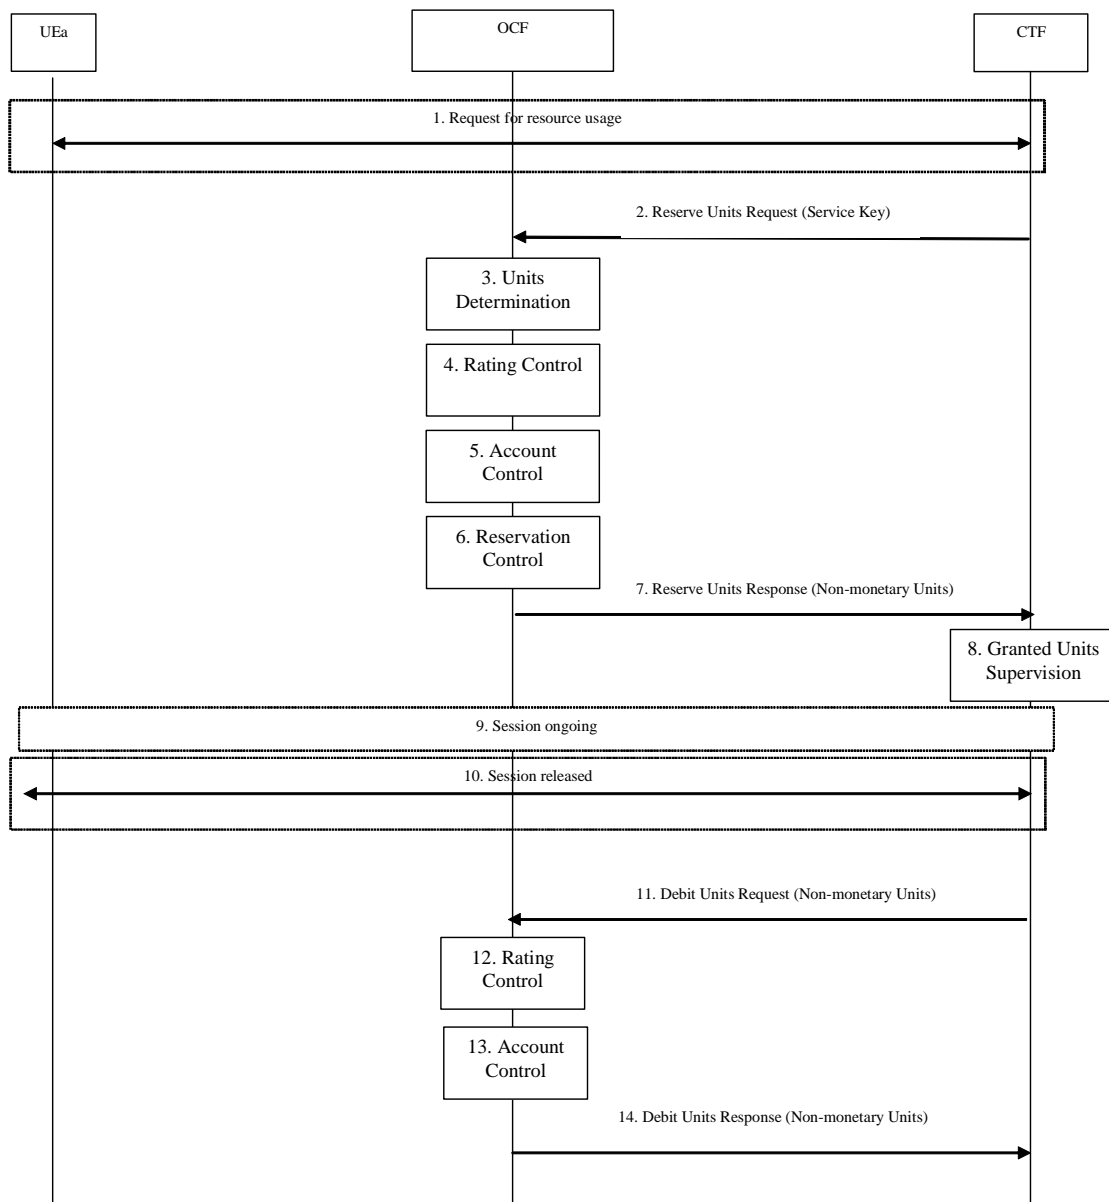 UEa
OCF
CTF
1. Request for resource usage
2. Reserve Units Request (Service Key)
3. Units
Determination
4. Rating Control
5. Account
Control
6. Reservation
Control
7. Reserve Units Response (Non-monetary Units)
8. Granted Units
Supervision
9. Session ongoing
10. Session released
11. Debit Units Request (Non-monetary Units)
12. Rating
Control
13. Account
Control
14. Debit Units Response (Non-monetary Units)